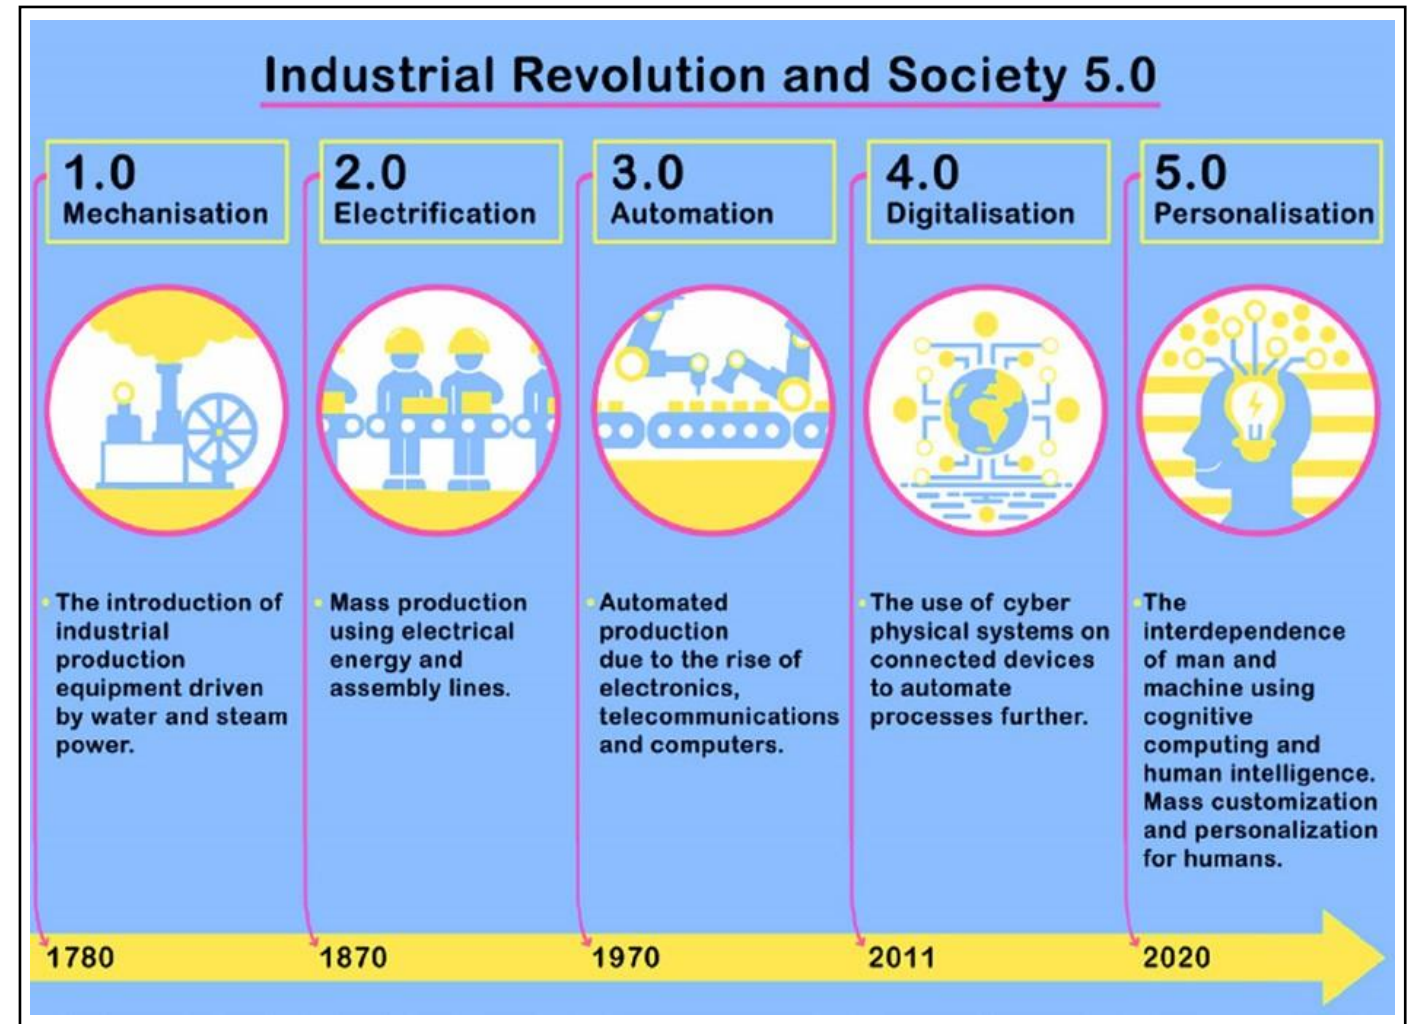 Industrial Revolution and Society 5.0
1.0
Mechanisation
2.0
Electrification
3.0
Automation
4.0
Digitalisation
5.0
Personalisation
The introduction of
industrial
production
equipment driven
by water and steam
power.
Mass production
using electrical
energy and
assembly lines.
Automated
production
due to the rise of
electronics,
telecommunications
and computers.
The use of cyber
physical systems on
connected devices
to automate
processes further.
The
interdependence
of man and
machine using
cognitive
computing and
human intelligence.
Mass customization
and personalization
for humans.
1780
1870
1970
2011
2020